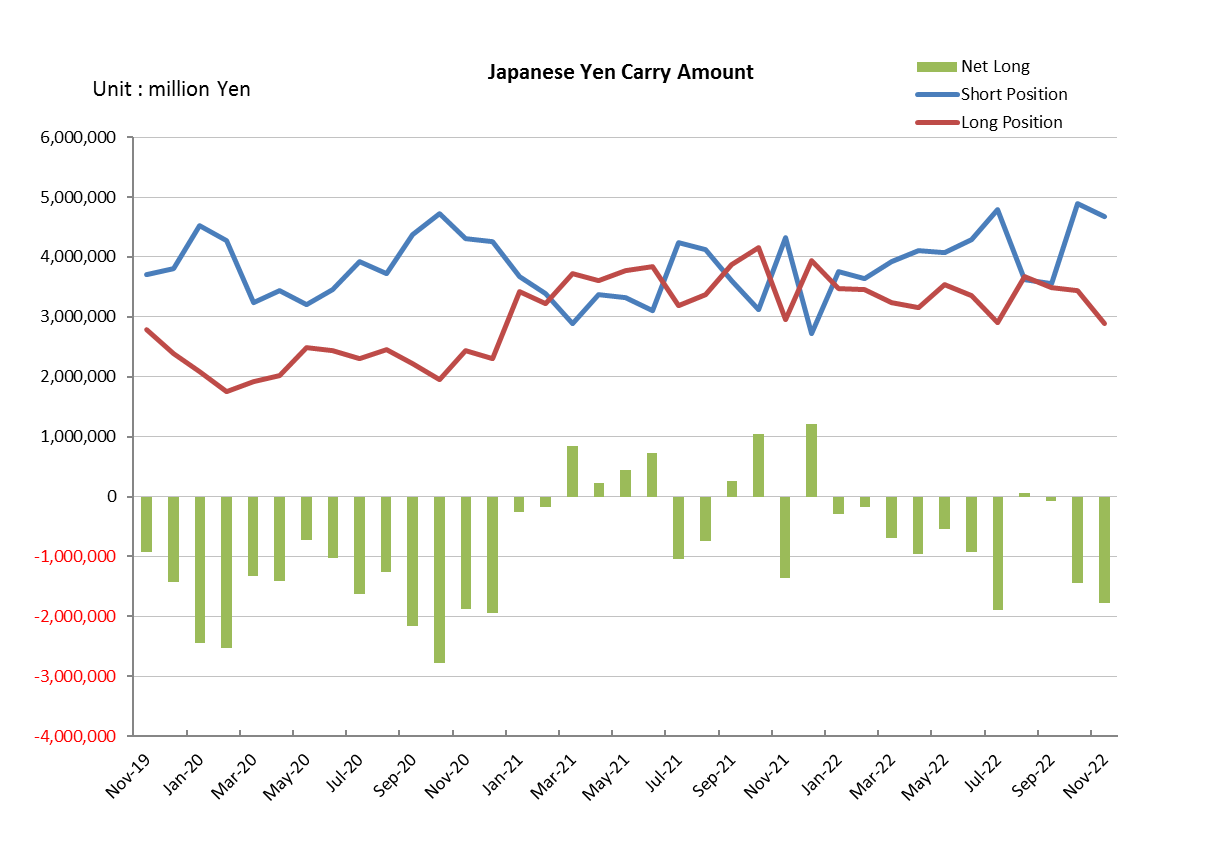 Japanese Yen Carry Amount
Unit : million Yen
Net Long
Short Position
Long Position
6,000,000
5,000,000
4,000,000
3,000,000
2,000,000
1,000,000
0
-1,000,000
-2,000,000
-3,000,000
-4,000,000
Nov-19
Jan-20
Mar-20
May-20
Jul-20
Sep-20
Nov-20
Jan-21
Mar-21
May-21
Jul-21
Sep-21
Nov-21
Jan-22
Mar-22
May-22
Jul-22
Sep-22
Nov-22